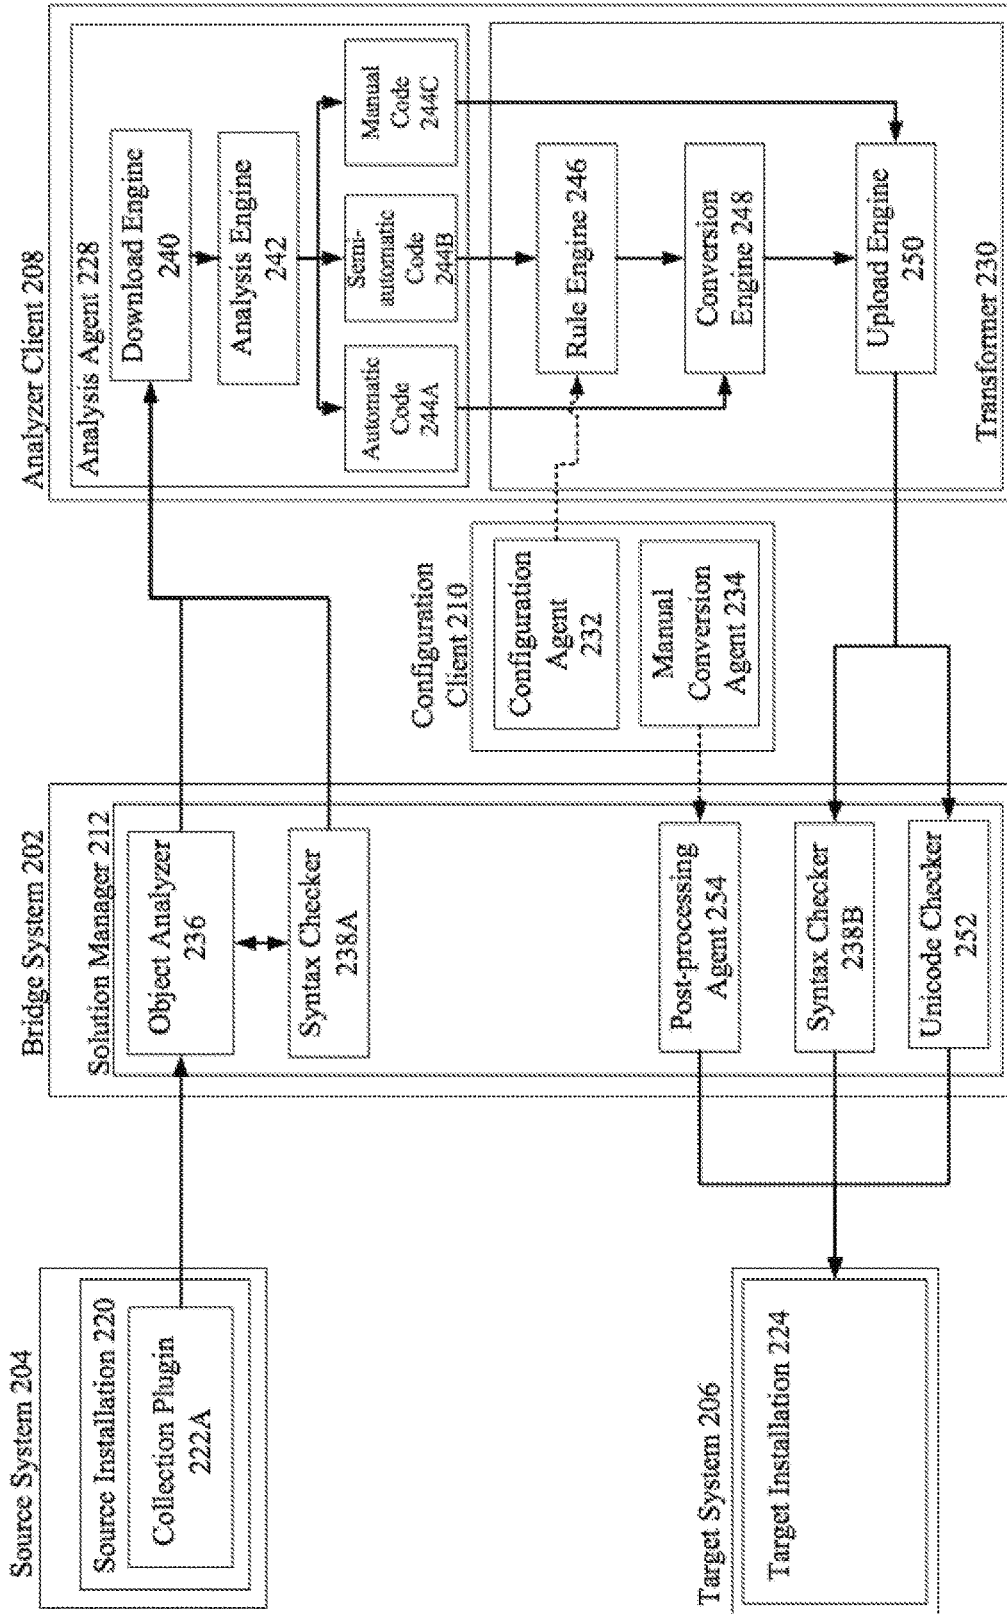 Source System 204
Source Installation 220
Collection Plugin
222A
Bridge System 202
Solution Manager 212
Object Analyzer
236
Syntax Checker
238A
Analyzer Client 208
Analysis Agent 228
Download Engine
240
Analysis Engine
242
Automatic
Code
244A
Semi-
automatic
Code
244B
Manual
Code
244C
Configuration
Client 210
Configuration
Agent
232
Manual
Conversion
Agent 234
Rule Engine 246
Conversion
Engine 248
Upload Engine
250
Transformer 230
Post-processing
Agent 254
Syntax Checker
238B
Unicode Checker
252
Target System 206
Target Installation 224